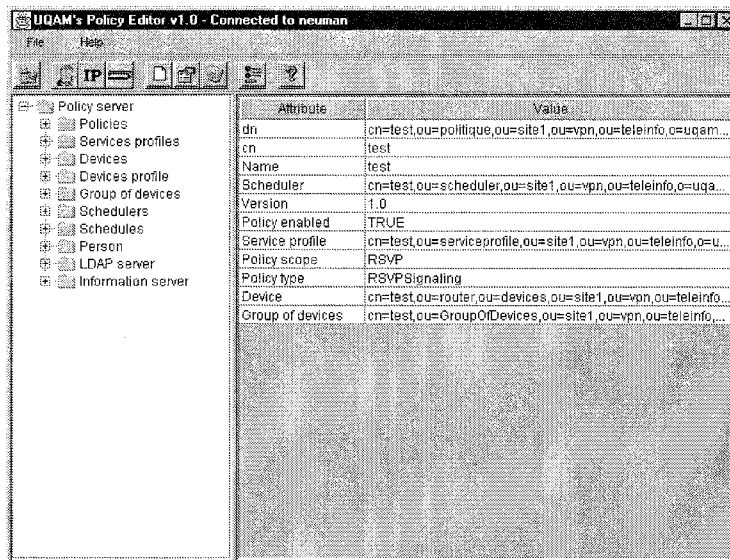 UQAM's Policy Editor v1.0 - Connected to neuman
File Help
IP ?
Policy server
Policies
Services profiles
Devices
Devices profile
Group of devices
Schedulers
Schedules
Person
LDAP server
Information server
Attribute Value
dn cn=test,ou=politique,ou=site1,ou=vpn,ou=teleinfo,o=uqam...
cn test
Name test
Scheduler cn=test,ou=scheduler,ou=site1,ou=vpn,ou=teleinfo,o=uqa...
Version 1.0
Policy enabled TRUE
Service profile cn=test,ou=serviceprofile,ou=site1,ou=vpn,ou=teleinfo,o=u...
Policy scope RSVP
Policy type RSVPSignaling
Device cn=test,ou=router,ou=devices,ou=site1,ou=vpn,ou=teleinfo...
Group of devices cn=test,ou=GroupOfDevices,ou=site1,ou=vpn,ou=teleinfo,...